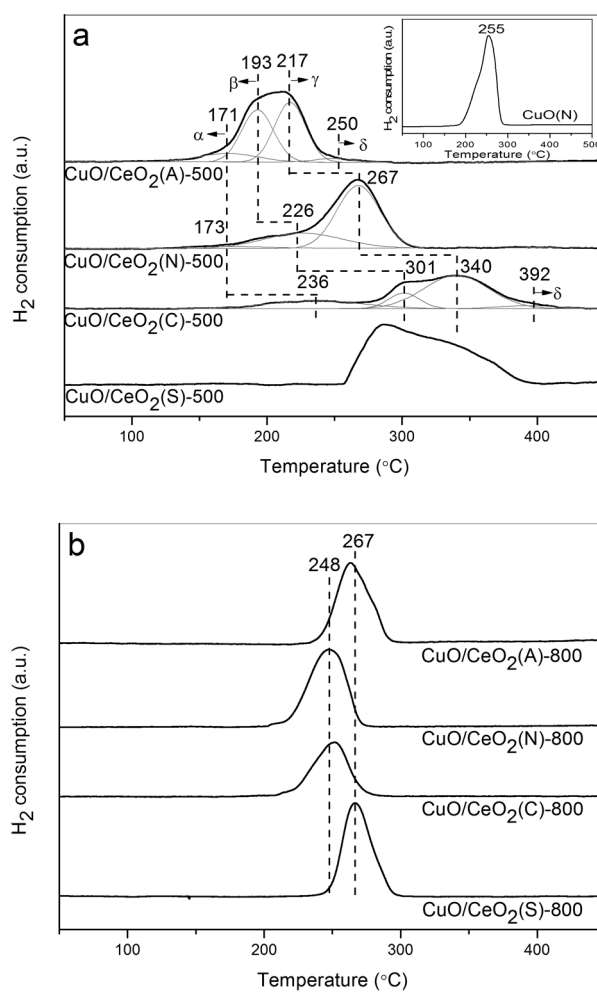 a
H2 consumption (a.u.)
171
β
193
217
γ
α
250
δ
CuO/CeO2(A)-500
173
226
267
CuO/CeO2(N)-500
236
301
340
392
δ
CuO/CeO2(C)-500
CuO/CeO2(S)-500
100
200
300
400
Temperature (°C)
255
H2 consumption (a.u.)
CuO(N)
100
200
300
400
500
Temperature (°C)
b
H2 consumption (a.u.)
248
267
CuO/CeO2(A)-800
CuO/CeO2(N)-800
CuO/CeO2(C)-800
CuO/CeO2(S)-800
100
200
300
400
Temperature (°C)